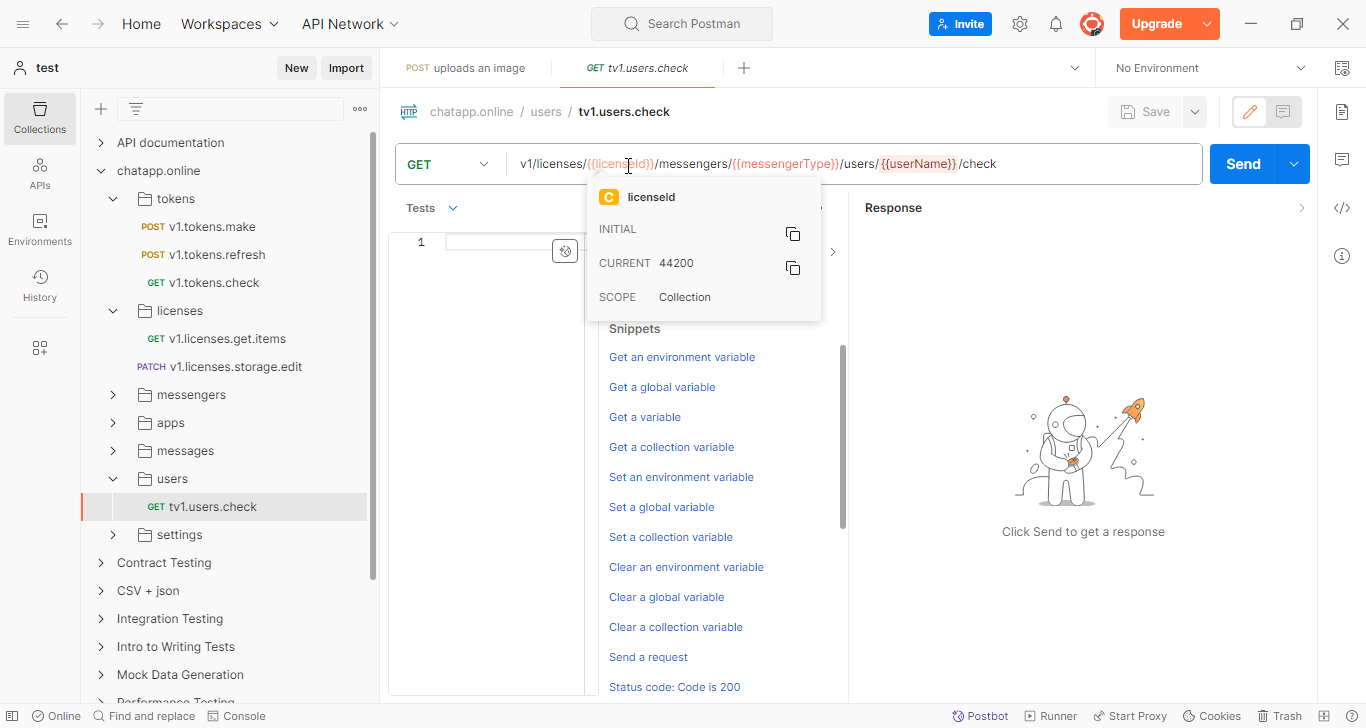 Home Workspaces API Network Search Postman Invite Upgrade
test New Import POST uploads an image GET tv1.users.check No Environment
Collections
APIs
Environments
History
API documentation
chatapp.online
tokens
POST v1.tokens.make
POST v1.tokens.refresh
GET v1.tokens.check
licenses
GET v1.licenses.get.items
PATCH v1.licenses.storage.edit
messengers
apps
messages
users
GET tv1.users.check
settings
Contract Testing
CSV + json
Integration Testing
Intro to Writing Tests
Mock Data Generation
Performance Testing
HTTP chatapp.online / users / tv1.users.check Save
GET v1/licenses/{{licenseId}}/messengers/{{messengerType}}/users/{{userName}}/check Send
Tests
1
C licenseId
INITIAL
CURRENT 44200
SCOPE Collection
Snippets
Get an environment variable
Get a global variable
Get a variable
Get a collection variable
Set an environment variable
Set a global variable
Set a collection variable
Clear an environment variable
Clear a global variable
Clear a collection variable
Send a request
Status code: Code is 200
Response
Click Send to get a response
Online Find and replace Console Postbot Runner Start Proxy Cookies Trash